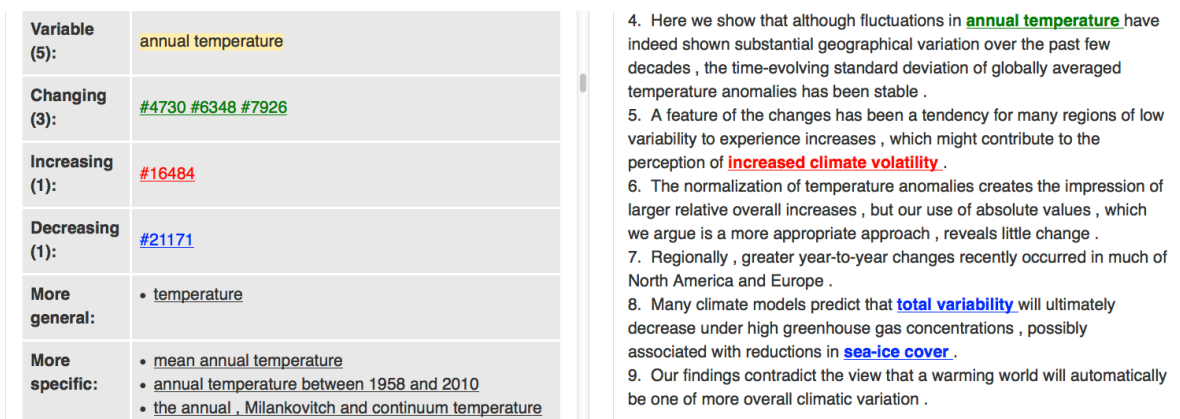 Variable
(5):
annual temperature
Changing
(3):
#4730 #6348 #7926
Increasing
(1):
#16484
Decreasing
(1):
#21171
More
general:
• temperature
More
specific:
• mean annual temperature
• annual temperature between 1958 and 2010
• the annual , Milankovitch and continuum temperature
4. Here we show that although fluctuations in annual temperature have
indeed shown substantial geographical variation over the past few
decades , the time-evolving standard deviation of globally averaged
temperature anomalies has been stable .
5. A feature of the changes has been a tendency for many regions of low
variability to experience increases , which might contribute to the
perception of increased climate volatility .
6. The normalization of temperature anomalies creates the impression of
larger relative overall increases , but our use of absolute values , which
we argue is a more appropriate approach , reveals little change .
7. Regionally , greater year-to-year changes recently occurred in much of
North America and Europe .
8. Many climate models predict that total variability will ultimately
decrease under high greenhouse gas concentrations , possibly
associated with reductions in sea-ice cover .
9. Our findings contradict the view that a warming world will automatically
be one of more overall climatic variation .